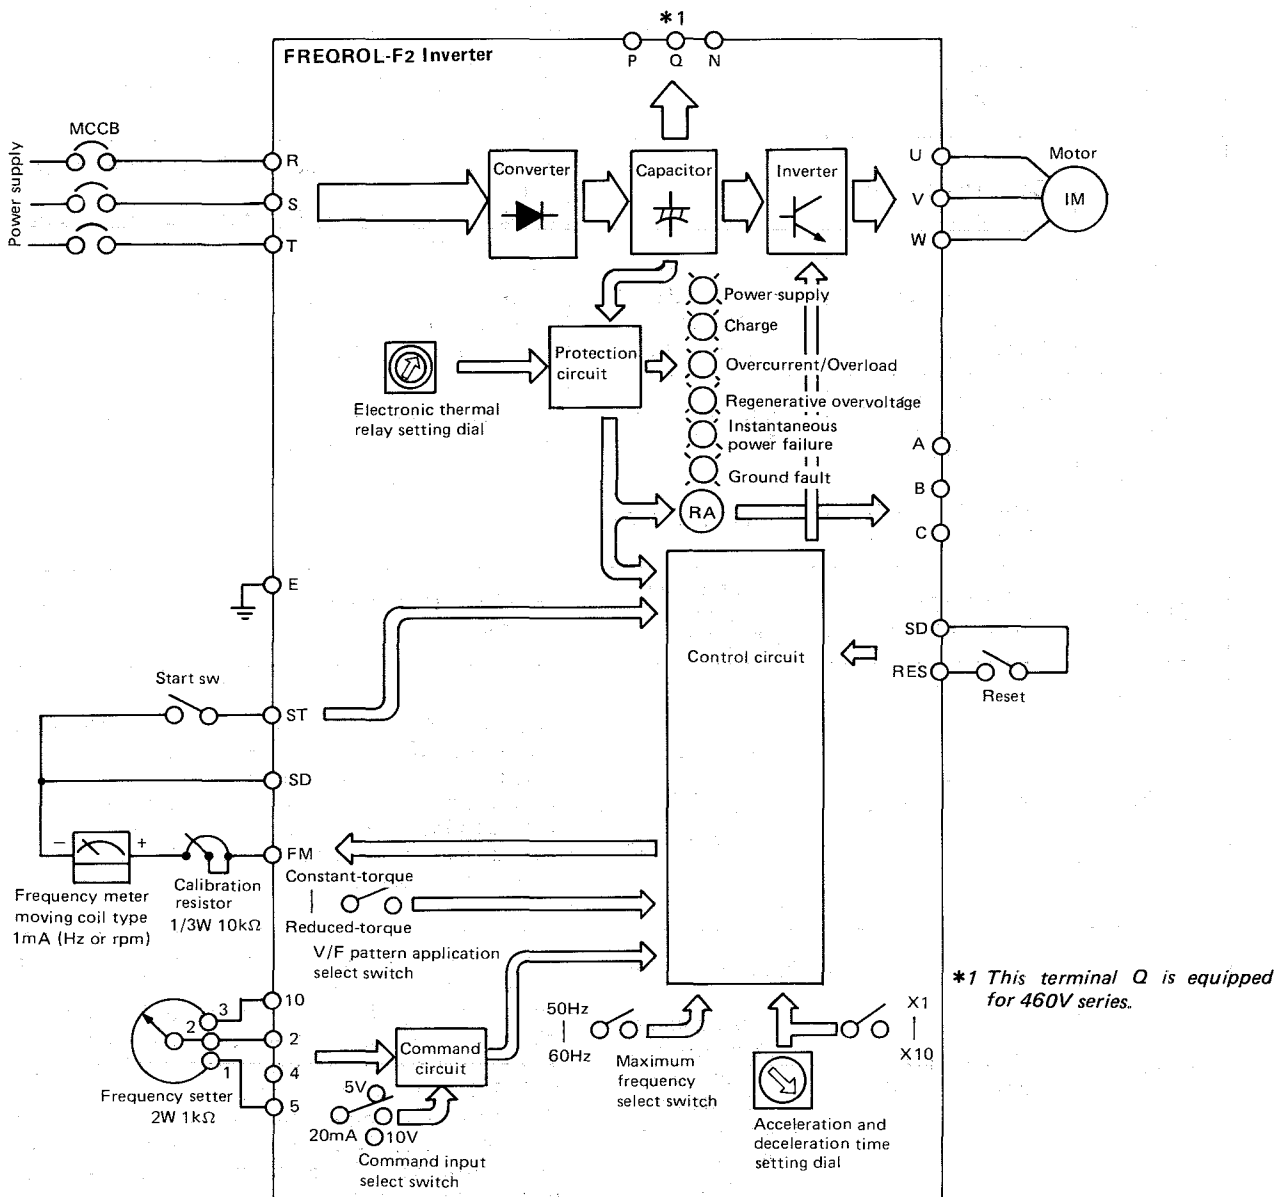 *1
FREQROL-F2 Inverter
P Q N
MCCB
Power supply
R
S
T
Converter
Capacitor
Inverter
U
V
W
Motor
IM
Power supply
Charge
Overcurrent/Overload
Regenerative overvoltage
Instantaneous
power failure
Ground fault
RA
Protection
circuit
Electronic thermal
relay setting dial
A
B
C
E
Control circuit
SD
RES
Reset
Start sw
ST
SD
FM
− +
Frequency meter
moving coil type
1mA (Hz or rpm)
Calibration
resistor
1/3W 10kΩ
Constant-torque
Reduced-torque
V/F pattern application
select switch
10
2
4
5
3
2
1
Frequency setter
2W 1kΩ
Command
circuit
5V
20mA
10V
Command input
select switch
50Hz
60Hz
Maximum
frequency
select switch
X1
X10
Acceleration and
deceleration time
setting dial
*1 This terminal Q is equipped
for 460V series.